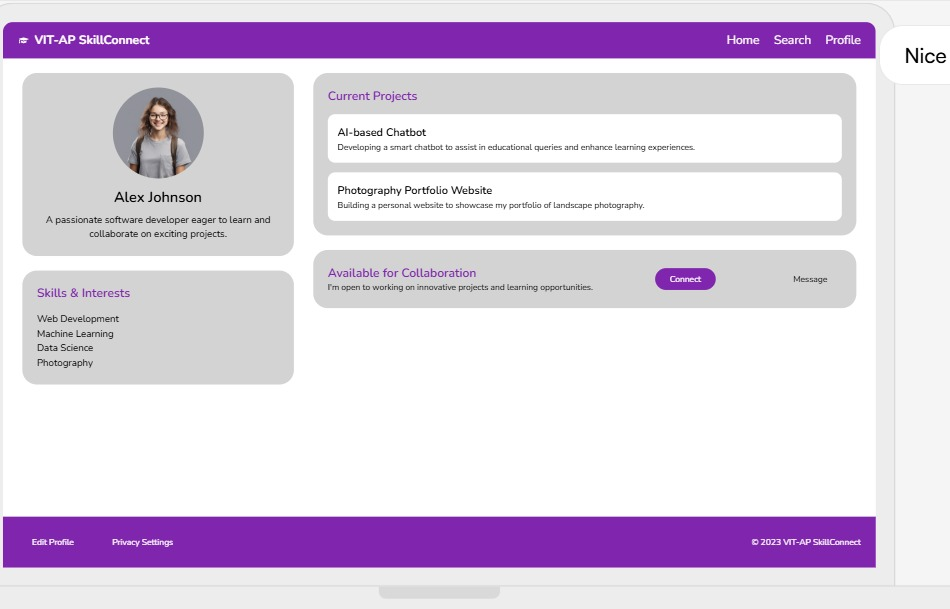 VIT-AP SkillConnect
Home Search Profile
Nice
Alex Johnson
A passionate software developer eager to learn and
collaborate on exciting projects.
Skills & Interests
Web Development
Machine Learning
Data Science
Photography
Current Projects
AI-based Chatbot
Developing a smart chatbot to assist in educational queries and enhance learning experiences.
Photography Portfolio Website
Building a personal website to showcase my portfolio of landscape photography.
Available for Collaboration
I'm open to working on innovative projects and learning opportunities.
Connect
Message
Edit Profile
Privacy Settings
© 2023 VIT-AP SkillConnect